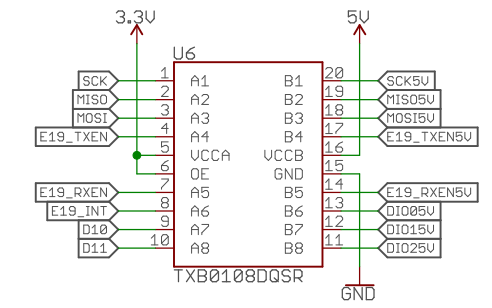 3.3V 5V
U6
SCK 1 A1 B1 20 SCK5V
MISO 2 A2 B2 19 MISO5V
MOSI 3 A3 B3 18 MOSI5V
E19_TXEN 4 A4 B4 17 E19_TXEN5V
5 VCCA VCCB 16
6 OE GND 15
E19_RXEN 7 A5 B5 14 E19_RXEN5V
E19_INT 8 A6 B6 13 DIO05V
D10 9 A7 B7 12 DIO15V
D11 10 A8 B8 11 DIO25V
TXB0108DQSR
GND